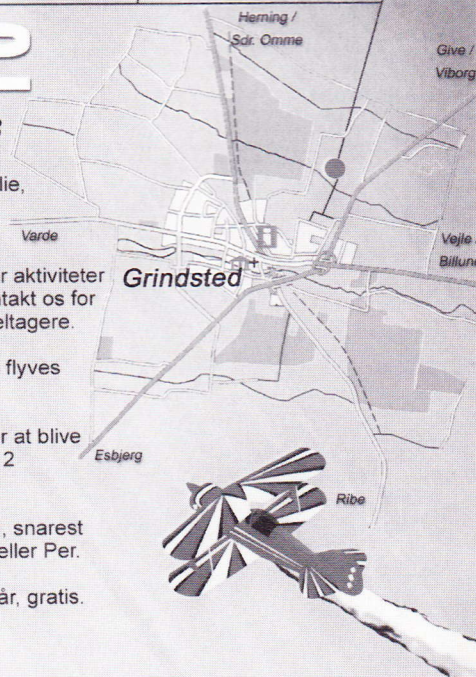 lie,
r aktiviteter
ntakt os for
eltagere.
flyves
r at blive
2
, snarest
eller Per.
år, gratis.
Herning /
Sdr. Omme
Give /
Viborg
Varde
Grindsted
Vejle
Billund
Esbjerg
Ribe